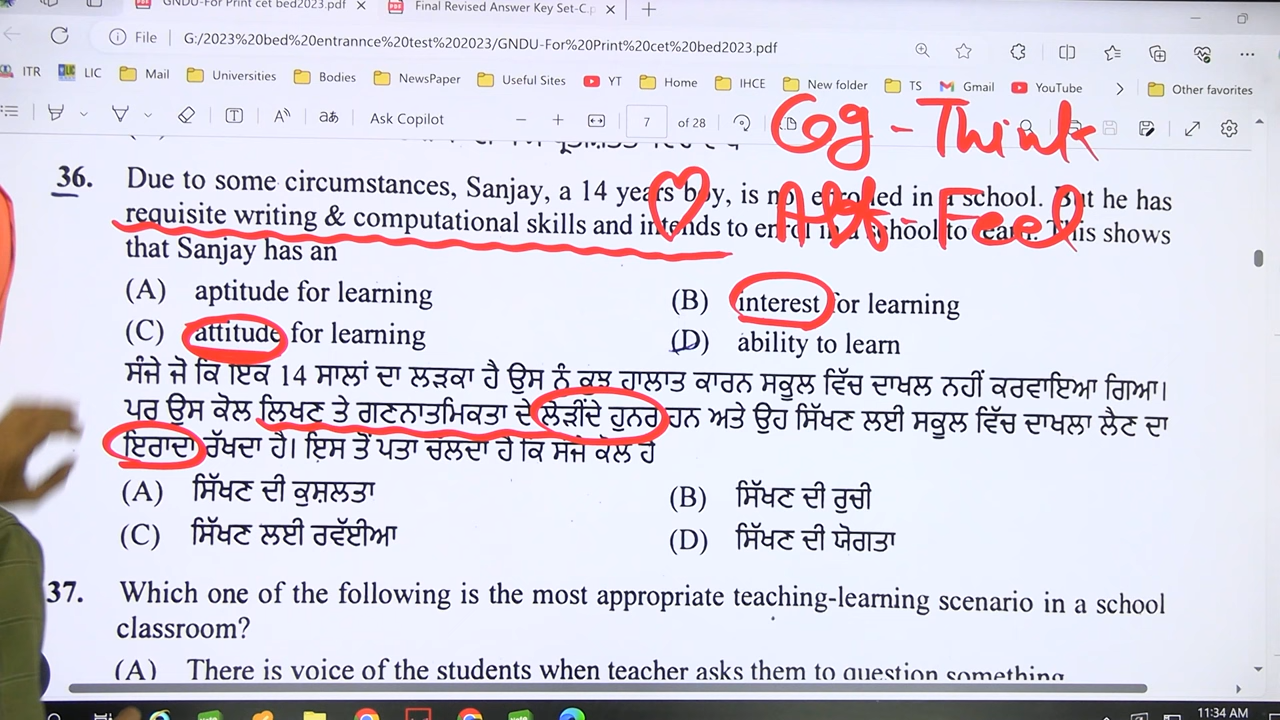 GNDU-For Print cet bed2023.pdf
Final Revised Answer Key Set-C.p
File
G:/2023%20bed%20entrannce%20test%202023/GNDU-For%20Print%20cet%20bed2023.pdf
ITR LIC Mail Universities Bodies NewsPaper Useful Sites YT Home IHCE New folder TS Gmail YouTube Other favorites
Ask Copilot 7 of 28
Cog - Think
Aff - Feel
36. Due to some circumstances, Sanjay, a 14 years boy, is not enrolled in a school. But he has
requisite writing & computational skills and intends to enrol in a school to learn. This shows
that Sanjay has an
(A) aptitude for learning (B) interest for learning
(C) attitude for learning (D) ability to learn
ਸੰਜੇ ਜੋ ਕਿ ਇਕ 14 ਸਾਲਾਂ ਦਾ ਲੜਕਾ ਹੈ ਉਸ ਨੂੰ ਕੁਝ ਹਾਲਾਤ ਕਾਰਨ ਸਕੂਲ ਵਿੱਚ ਦਾਖਲ ਨਹੀਂ ਕਰਵਾਇਆ ਗਿਆ।
ਪਰ ਉਸ ਕੋਲ ਲਿਖਣ ਤੇ ਗਣਨਾਤਮਿਕਤਾ ਦੇ ਲੋੜੀਂਦੇ ਹੁਨਰ ਹਨ ਅਤੇ ਉਹ ਸਿੱਖਣ ਲਈ ਸਕੂਲ ਵਿੱਚ ਦਾਖਲਾ ਲੈਣ ਦਾ
ਇਰਾਦਾ ਰੱਖਦਾ ਹੈ। ਇਸ ਤੋਂ ਪਤਾ ਚੱਲਦਾ ਹੈ ਕਿ ਸੰਜੇ ਕੋਲ ਹੈ
(A) ਸਿੱਖਣ ਦੀ ਕੁਸ਼ਲਤਾ (B) ਸਿੱਖਣ ਦੀ ਰੁਚੀ
(C) ਸਿੱਖਣ ਲਈ ਰਵੱਈਆ (D) ਸਿੱਖਣ ਦੀ ਯੋਗਤਾ
37. Which one of the following is the most appropriate teaching-learning scenario in a school
classroom?
(A) There is voice of the students when teacher asks them to question something
11:34 AM